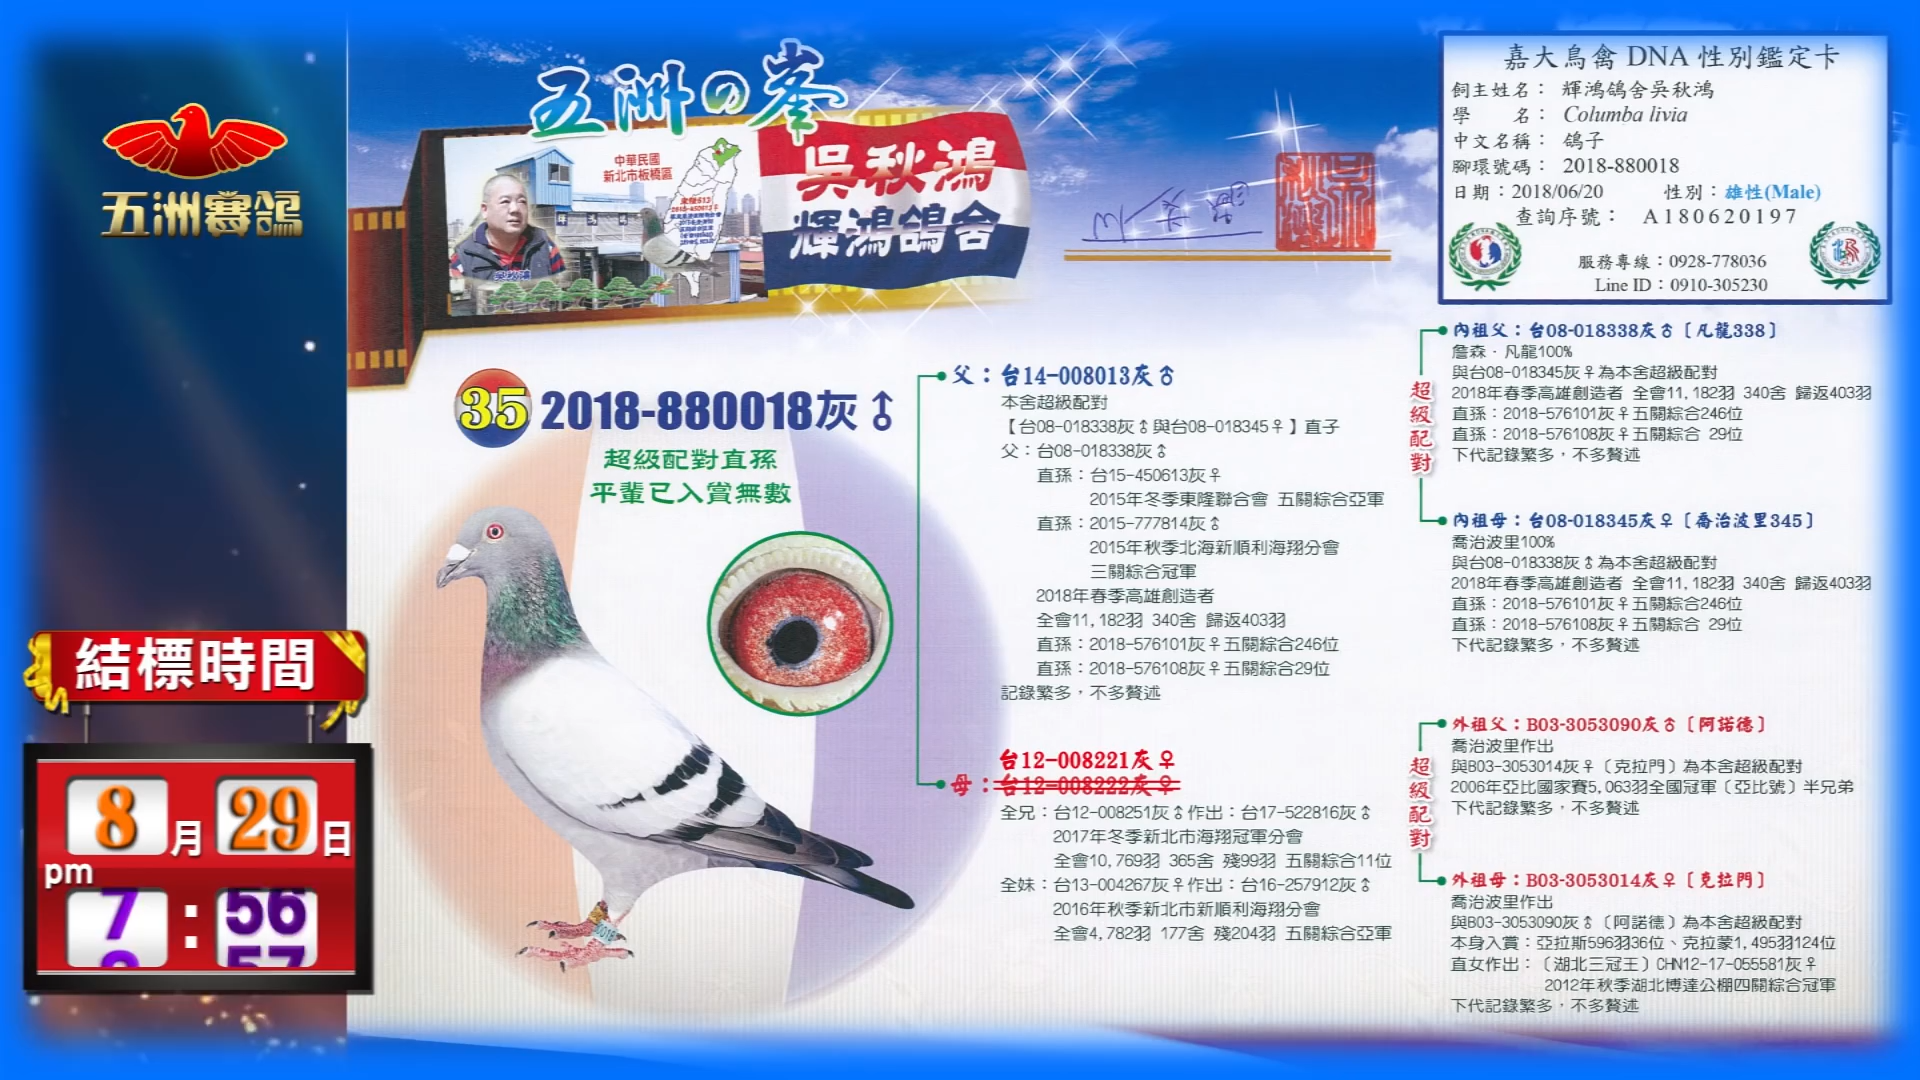 五洲賽鴿
結標時間
8月29日
pm
7:56
57
五洲の峯
中華民國
新北市板橋區
吳秋鴻
輝鴻鴿舍
嘉大鳥禽 DNA 性別鑑定卡
飼主姓名： 輝鴻鴿舍吳秋鴻
學　　名： Columba livia
中文名稱： 鴿子
腳環號碼： 2018-880018
日期：2018/06/20　　性別：雄性(Male)
查詢序號： A180620197
服務專線：0928-778036
Line ID：0910-305230
35 2018-880018灰♂
超級配對直孫
平輩已入賞無數
父：台14-008013灰♂
本舍超級配對
【台08-018338灰♂與台08-018345♀】直子
父：台08-018338灰♂
直孫：台15-450613灰♀
2015年冬季東隆聯合會 五關綜合亞軍
直孫：2015-777814灰♂
2015年秋季北海新順利海翔分會
三關綜合冠軍
2018年春季高雄創造者
全會11,182羽 340舍 歸返403羽
直孫：2018-576101灰♀五關綜合246位
直孫：2018-576108灰♀五關綜合29位
記錄繁多，不多贅述
台12-008221灰♀
母：台12-008222灰♀
全兄：台12-008251灰♂作出：台17-522816灰♂
2017年冬季新北市海翔冠軍分會
全會10,769羽 365舍 殘99羽 五關綜合11位
全妹：台13-004267灰♀作出：台16-257912灰♂
2016年秋季新北市新順利海翔分會
全會4,782羽 177舍 殘204羽 五關綜合亞軍
超級配對
內祖父：台08-018338灰♂〔凡龍338〕
詹森．凡龍100%
與台08-018345灰♀為本舍超級配對
2018年春季高雄創造者 全會11,182羽 340舍 歸返403羽
直孫：2018-576101灰♀五關綜合246位
直孫：2018-576108灰♀五關綜合 29位
下代記錄繁多，不多贅述
內祖母：台08-018345灰♀〔喬治波里345〕
喬治波里100%
與台08-018338灰♂為本舍超級配對
2018年春季高雄創造者 全會11,182羽 340舍 歸返403羽
直孫：2018-576101灰♀五關綜合246位
直孫：2018-576108灰♀五關綜合 29位
下代記錄繁多，不多贅述
超級配對
外祖父：B03-3053090灰♂〔阿諾德〕
喬治波里作出
與B03-3053014灰♀〔克拉門〕為本舍超級配對
2006年亞比國家賽5,063羽全國冠軍〔亞比號〕半兄弟
下代記錄繁多，不多贅述
外祖母：B03-3053014灰♀〔克拉門〕
喬治波里作出
與B03-3053090灰♂〔阿諾德〕為本舍超級配對
本身入賞：亞拉斯596羽36位、克拉蒙1,495羽124位
直女作出：〔湖北三冠王〕CHN12-17-055581灰♀
2012年秋季湖北博達公棚四關綜合冠軍
下代記錄繁多，不多贅述